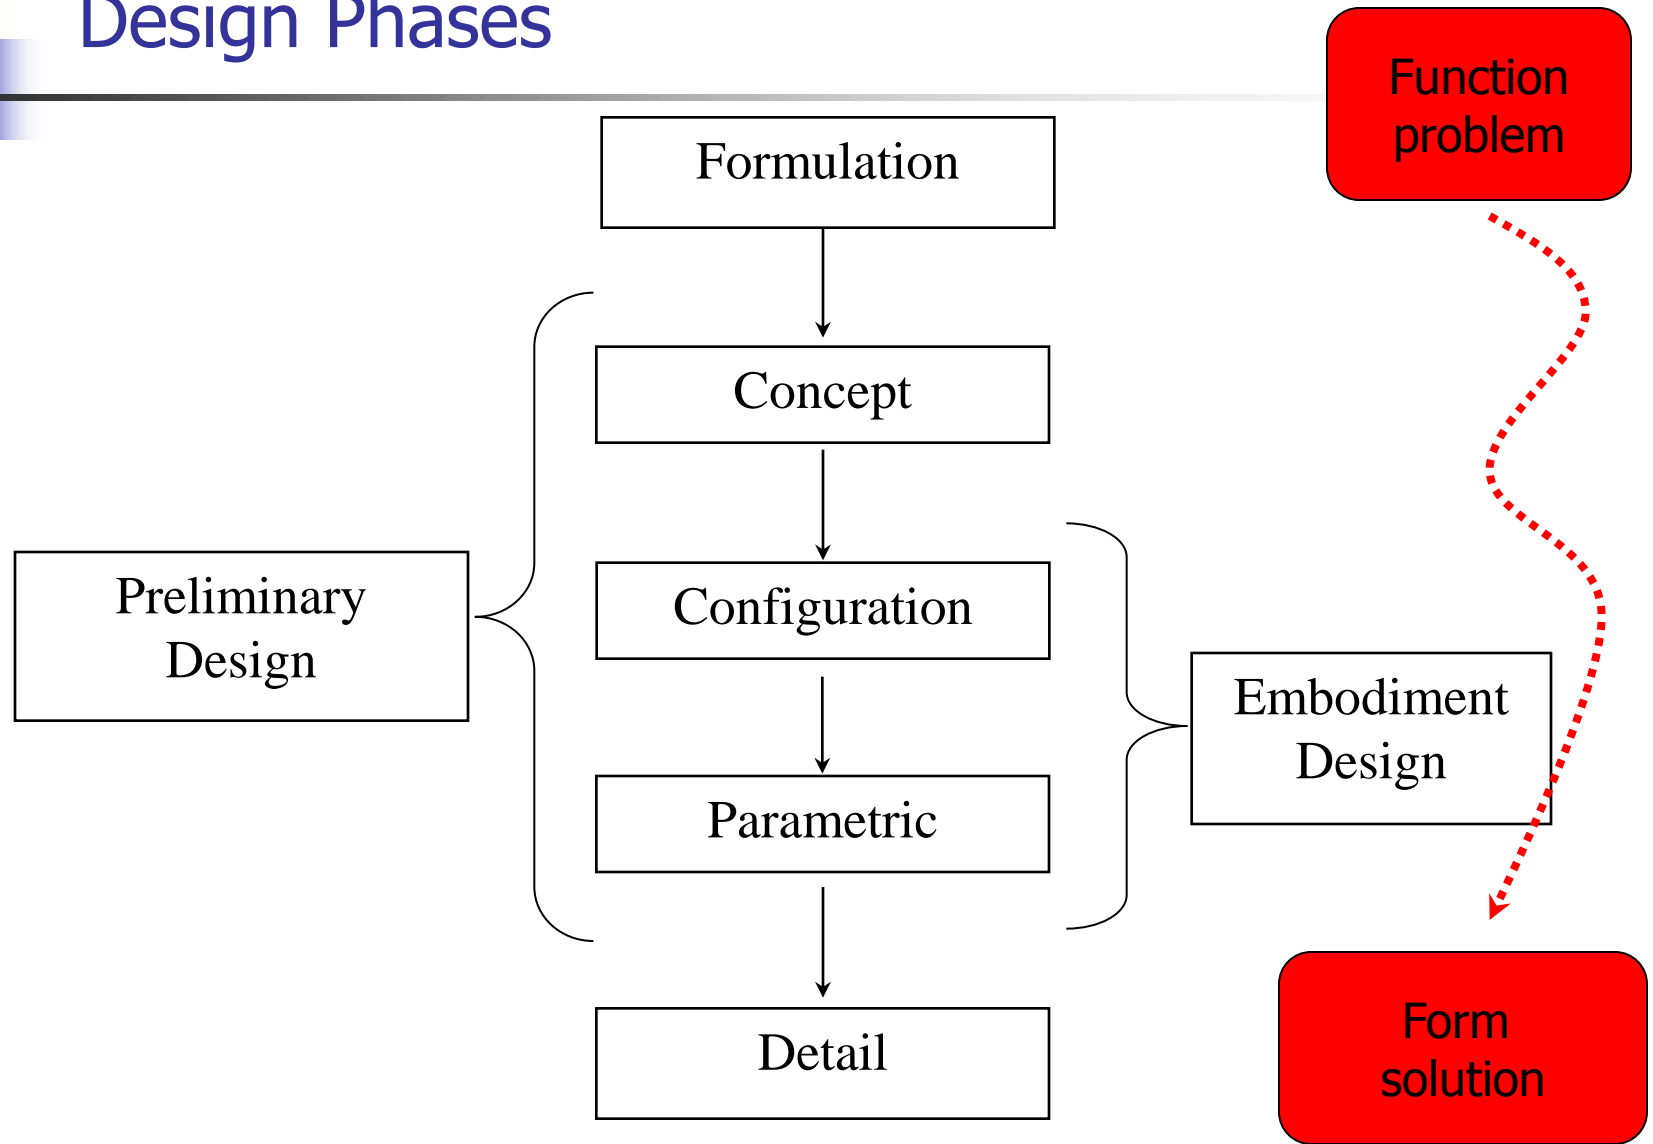 Design Phases
Function
problem
Formulation
Concept
Configuration
Preliminary
Design
Embodiment
Design
Parametric
Detail
Form
solution